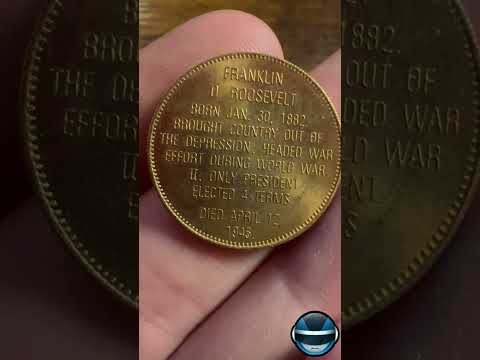 FRANKLIN
D. ROOSEVELT
BORN JAN. 30, 1882.
BROUGHT COUNTRY OUT OF
THE DEPRESSION, HEADED WAR
EFFORT DURING WORLD WAR
II. ONLY PRESIDENT
ELECTED 4 TERMS
DIED APRIL 12,
1945.